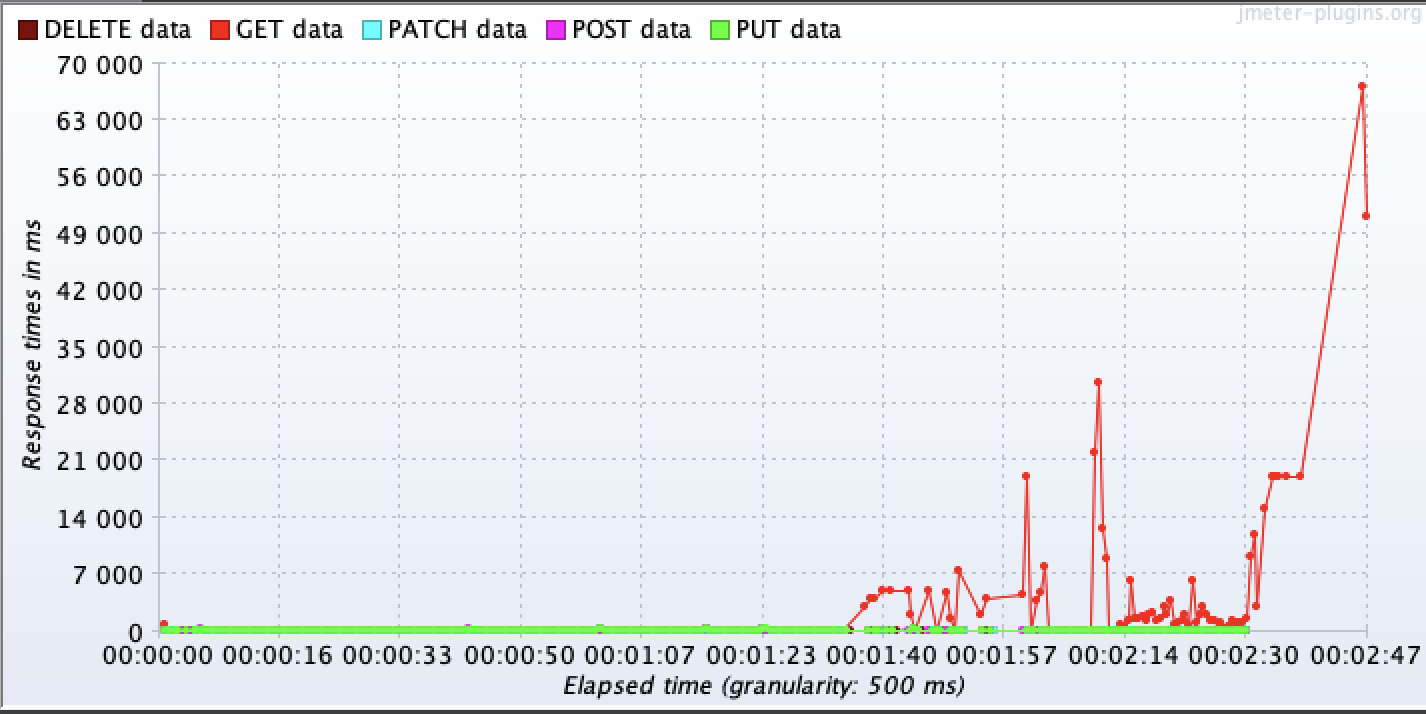 jmeter-plugins.org
DELETE data GET data PATCH data POST data PUT data
70 000
63 000
56 000
49 000
42 000
35 000
28 000
21 000
14 000
7 000
0
Response times in ms
00:00:00 00:00:16 00:00:33 00:00:50 00:01:07 00:01:23 00:01:40 00:01:57 00:02:14 00:02:30 00:02:47
Elapsed time (granularity: 500 ms)